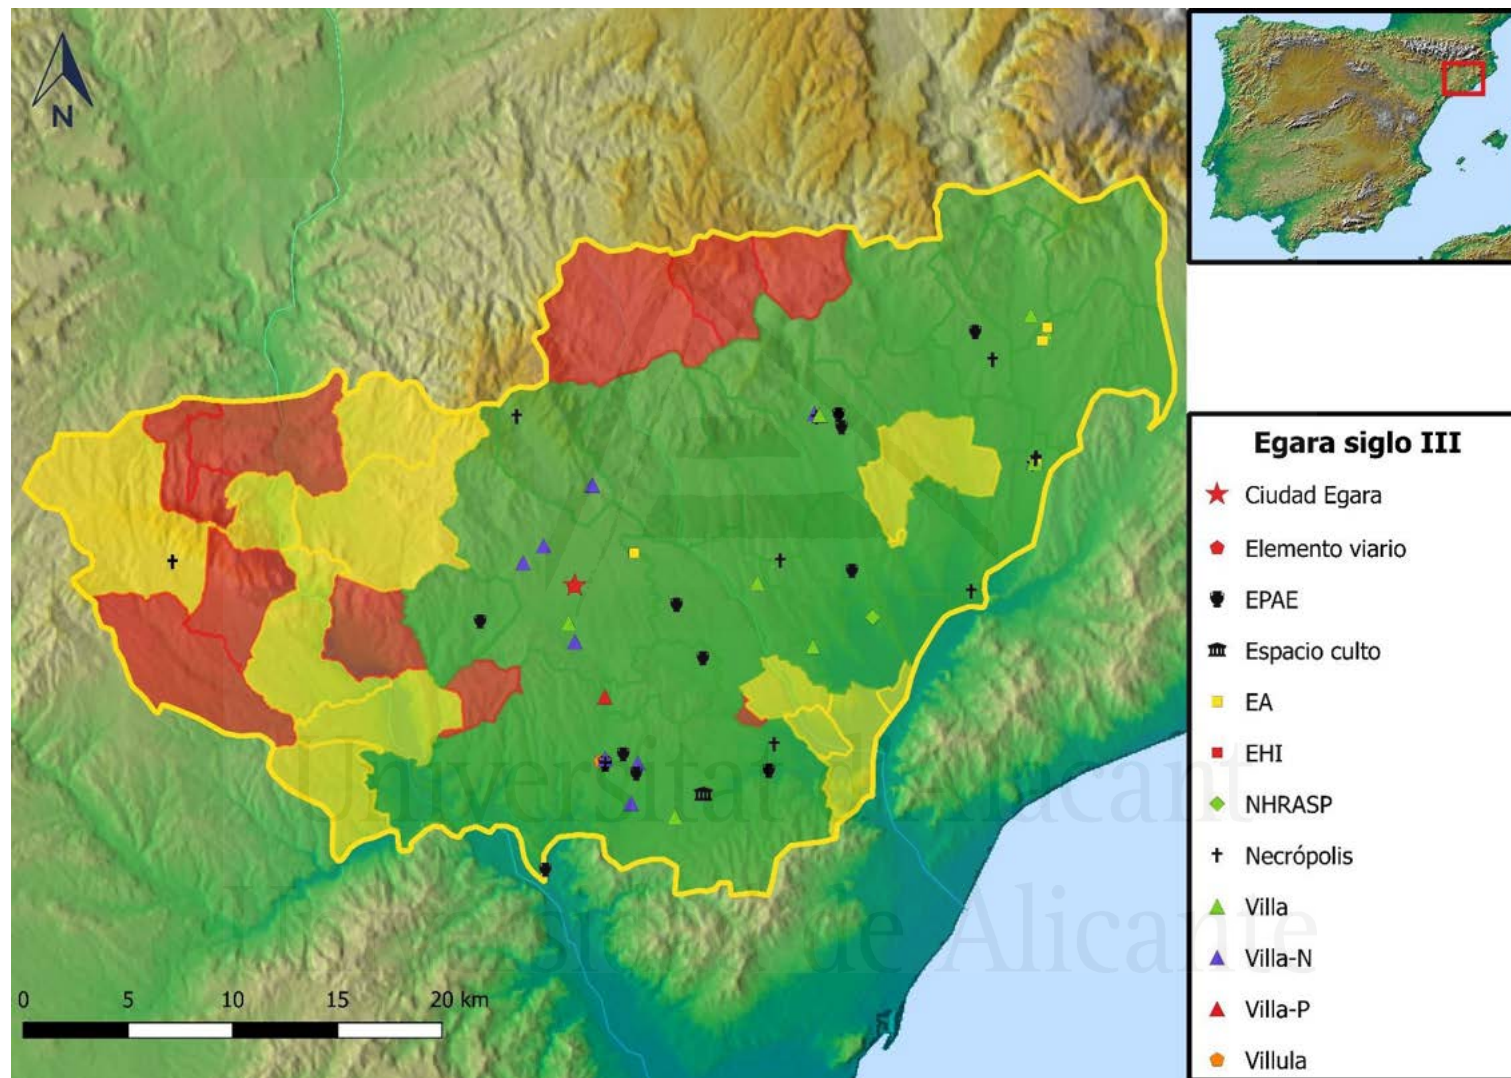 N
Egara siglo III
Ciudad Egara
Elemento viario
EPAE
Espacio culto
EA
EHI
NHRASP
Necrópolis
Villa
Villa-N
Villa-P
Villula
0 5 10 15 20 km
Universitat d'Alacant
Universidad de Alicante